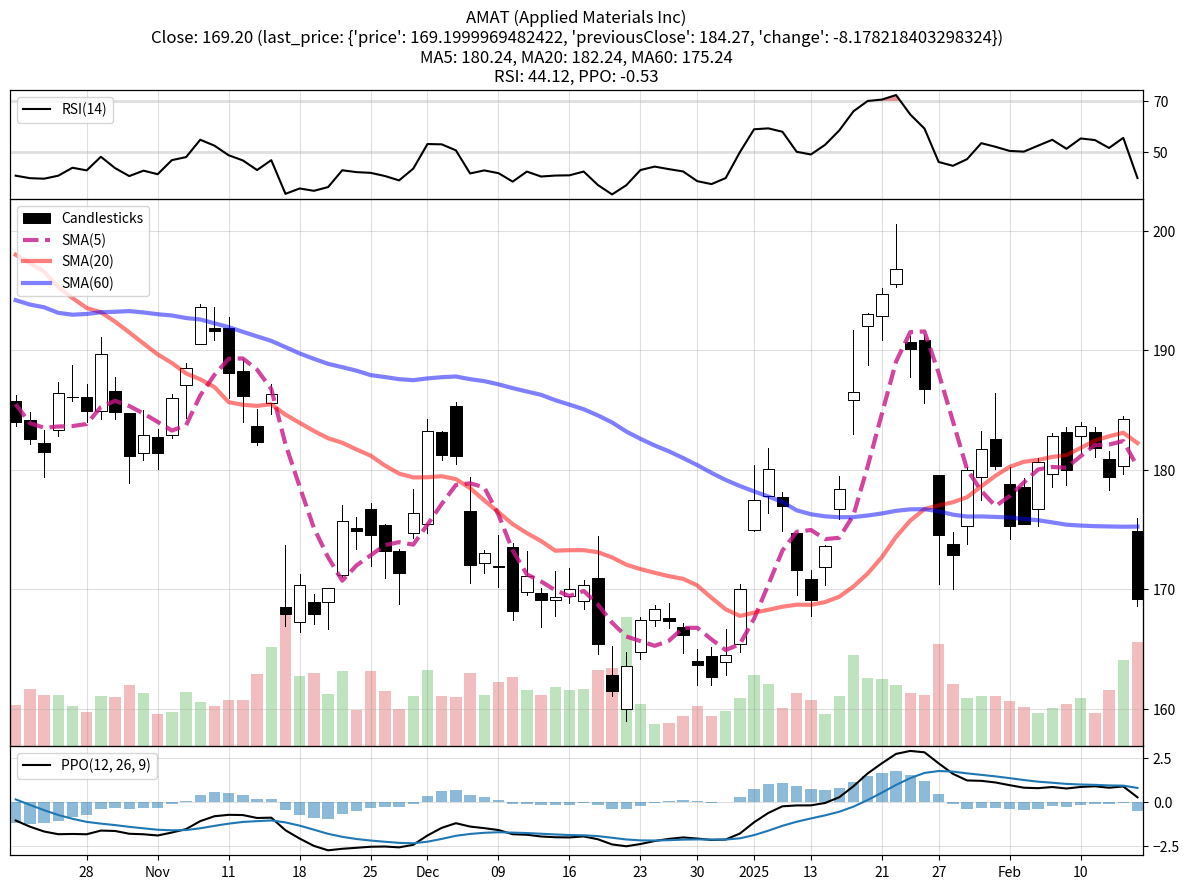 AMAT (Applied Materials Inc)
Close: 169.20 (last_price: {'price': 169.1999969482422, 'previousClose': 184.27, 'change': -8.178218403298324})
MA5: 180.24, MA20: 182.24, MA60: 175.24
RSI: 44.12, PPO: -0.53
RSI(14)
70
50
Candlesticks
SMA(5)
SMA(20)
SMA(60)
200
190
180
170
160
PPO(12, 26, 9)
2.5
0.0
−2.5
28 Nov 11 18 25 Dec 09 16 23 30 2025 13 21 27 Feb 10